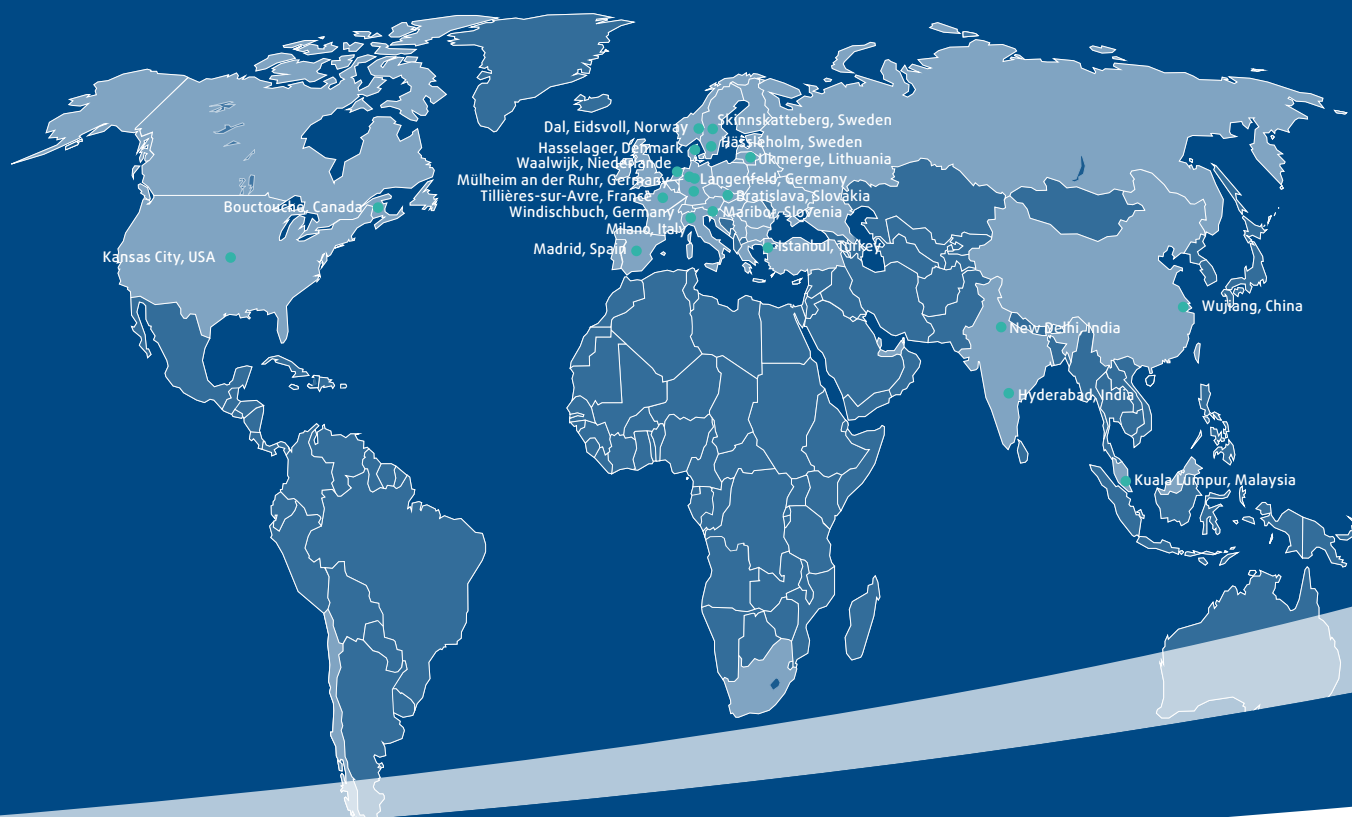 Skinnskatteberg, Sweden
Dal, Eidsvoll, Norway
Hässleholm, Sweden
Hasselager, Denmark
Ukmerge, Lithuania
Waalwijk, Niederlande
Mülheim an der Ruhr, Germany
Langenfeld, Germany
Tillières-sur-Avre, France
Bratislava, Slovakia
Bouctouche, Canada
Windischbuch, Germany
Maribor, Slovenia
Milano, Italy
Istanbul, Turkey
Madrid, Spain
Kansas City, USA
Wujiang, China
New Delhi, India
Hyderabad, India
Kuala Lumpur, Malaysia